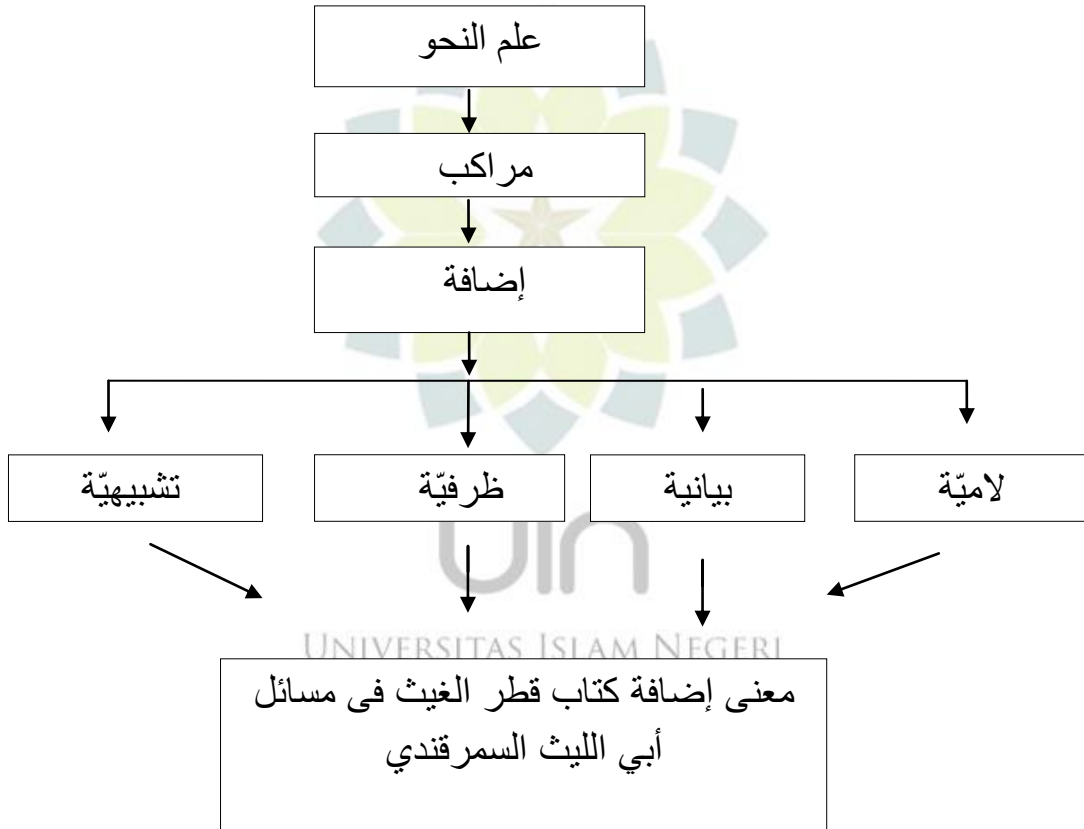 علم النحو
مراكب
إضافة
لاميّة
بيانية
ظرفيّة
تشبيهيّة
uin
UNIVERSITAS ISLAM NEGERI
معنى إضافة كتاب قطر الغيث فى مسائل
أبي الليث السمرقندي